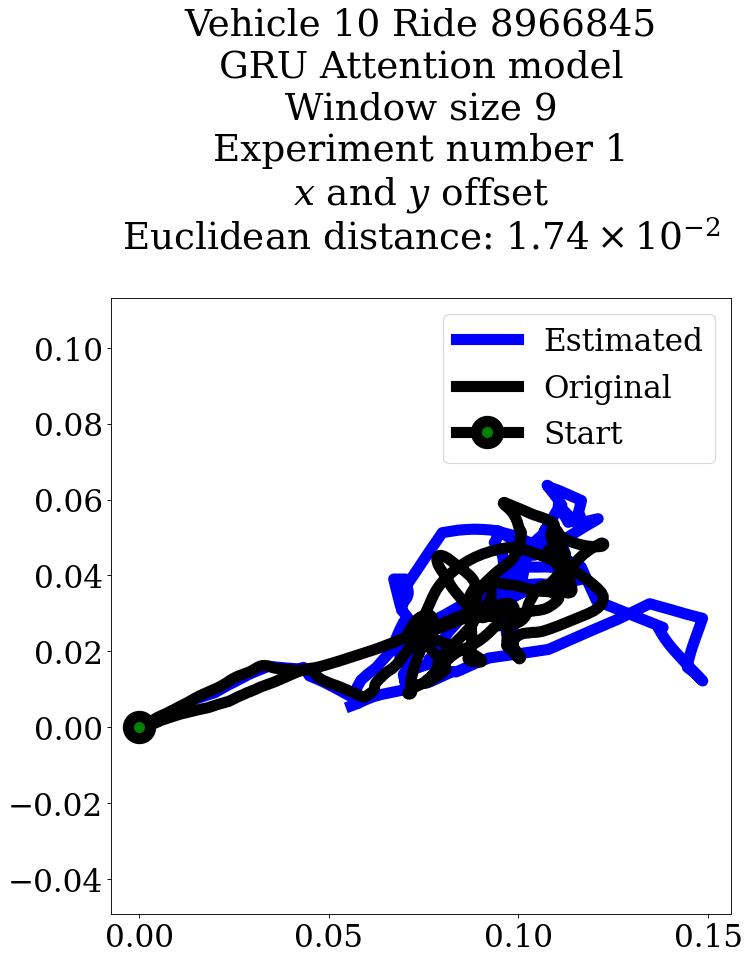 Vehicle 10 Ride 8966845
GRU Attention model
Window size 9
Experiment number 1
x and y offset
Euclidean distance: 1.74 × 10⁻²
Estimated
Original
Start
0.10
0.08
0.06
0.04
0.02
0.00
−0.02
−0.04
0.00 0.05 0.10 0.15